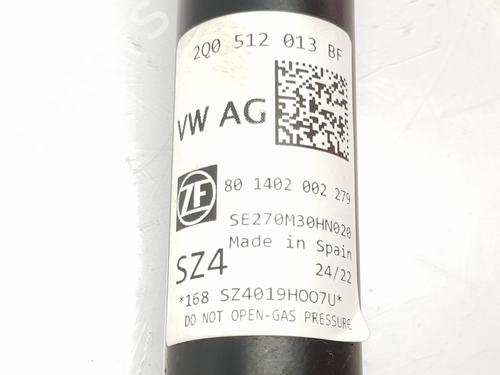 2Q0 512 013 BF
VW AG
ZF
80 1402 002 279
SE270M30HN020
Made in Spain
SZ4
24/22
*168 SZ4019HOO7U*
DO NOT OPEN-GAS PRESSURE